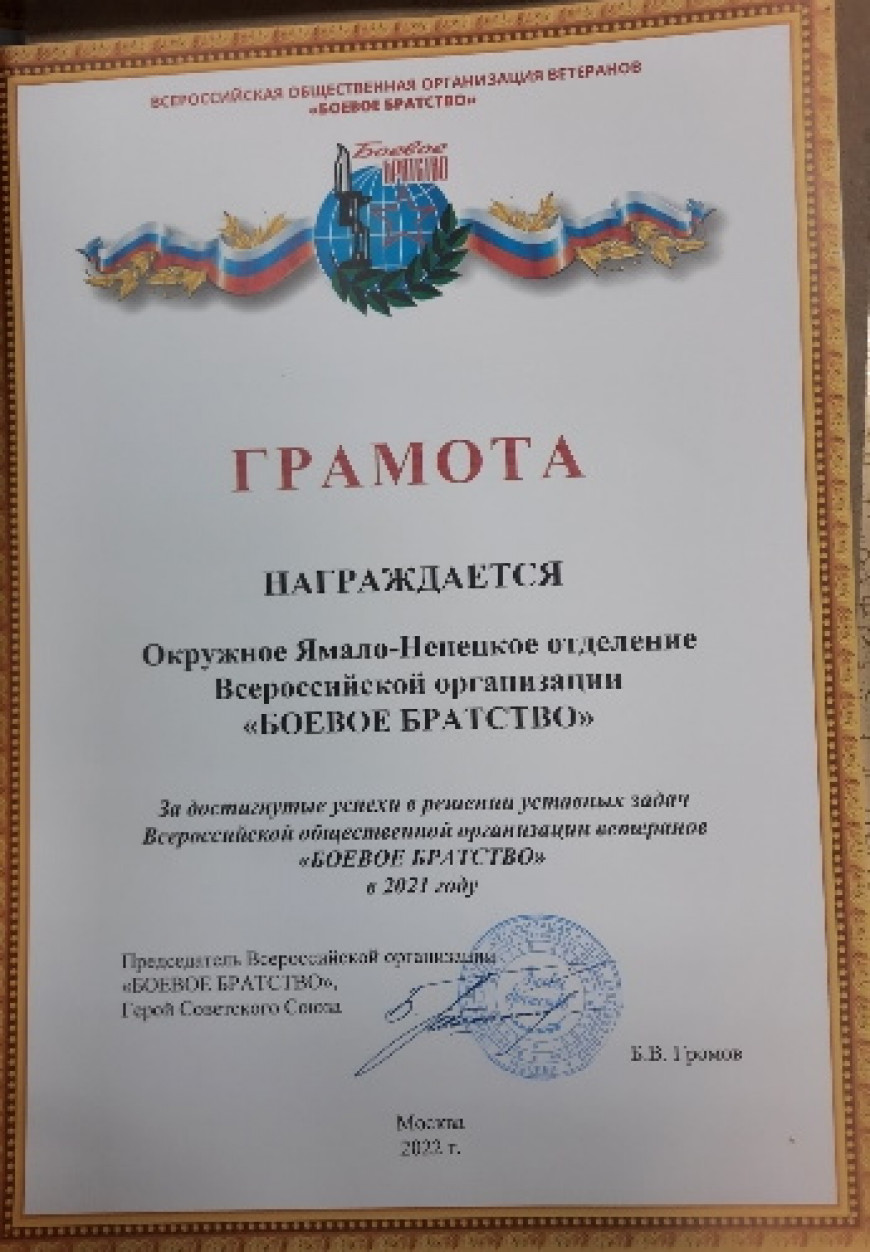 ВСЕРОССИЙСКАЯ ОБЩЕСТВЕННАЯ ОРГАНИЗАЦИЯ ВЕТЕРАНОВ
«БОЕВОЕ БРАТСТВО»
Боевое
БРАТСТВО
ГРАМОТА
НАГРАЖДАЕТСЯ
Окружное Ямало-Ненецкое отделение
Всероссийской организации
«БОЕВОЕ БРАТСТВО»
За достигнутые успехи в решении уставных задач
Всероссийской общественной организации ветеранов
«БОЕВОЕ БРАТСТВО»
в 2021 году
Председатель Всероссийской организации
«БОЕВОЕ БРАТСТВО»,
Герой Советского Союза
Б.В. Громов
Москва
2022 г.